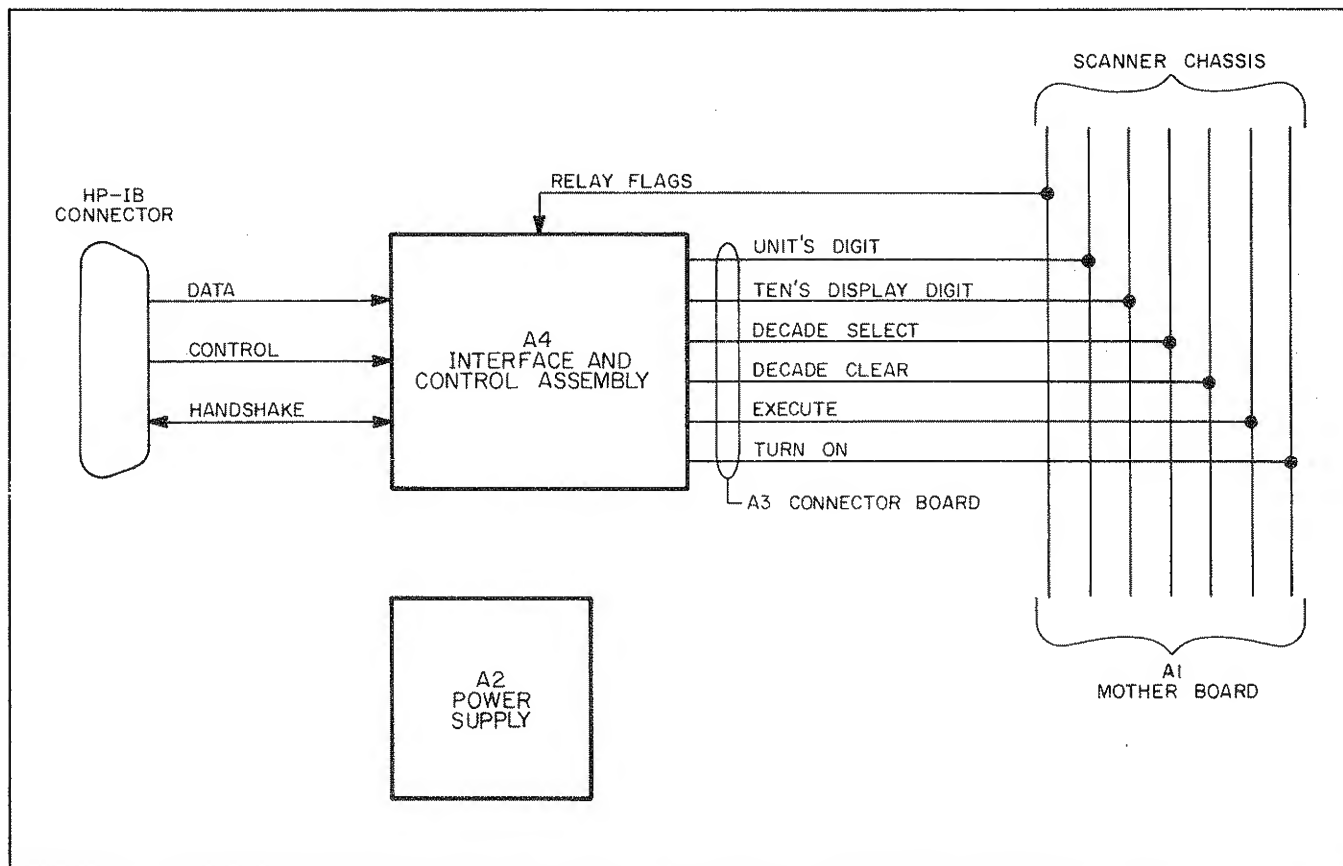 SCANNER CHASSIS
HP-IB
CONNECTOR
RELAY FLAGS
UNIT'S DIGIT
DATA
TEN'S DISPLAY DIGIT
DECADE SELECT
A4
INTERFACE AND
CONTROL ASSEMBLY
CONTROL
DECADE CLEAR
HANDSHAKE
EXECUTE
TURN ON
A3 CONNECTOR BOARD
A2
POWER
SUPPLY
A1
MOTHER BOARD